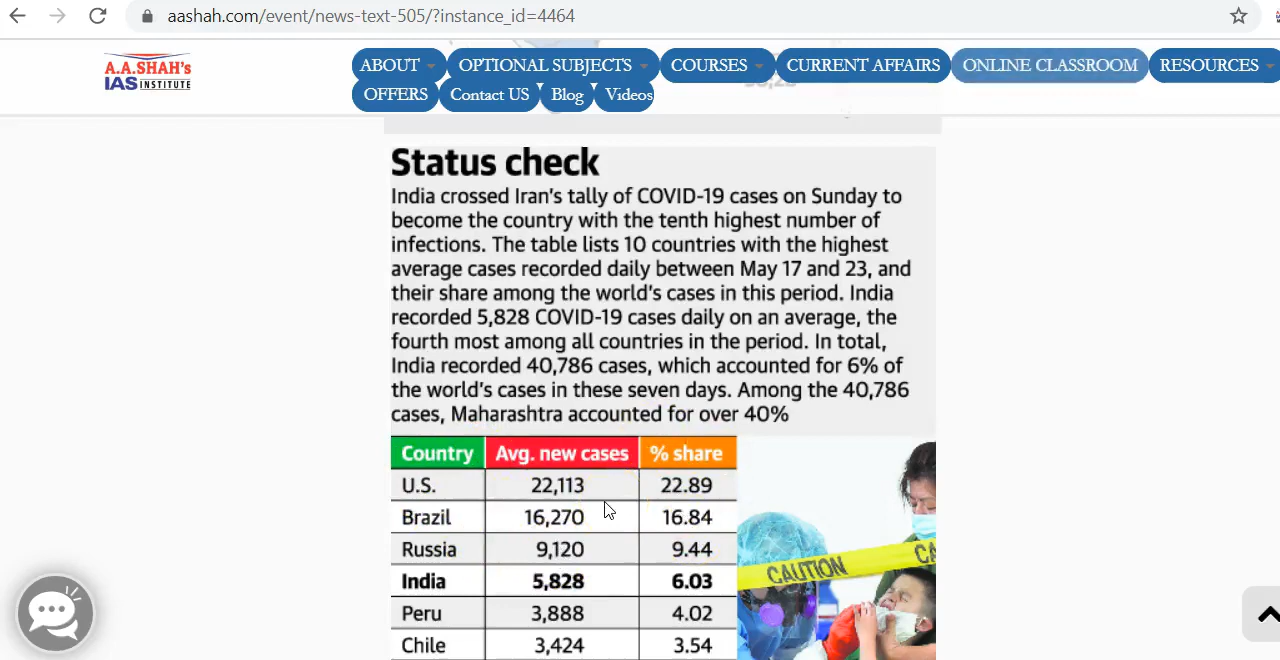 aashah.com/event/news-text-505/?instance_id=4464
A.A.SHAH's
IAS INSTITUTE
ABOUT OPTIONAL SUBJECTS COURSES CURRENT AFFAIRS ONLINE CLASSROOM RESOURCES
OFFERS Contact US Blog Videos
Status check
India crossed Iran's tally of COVID-19 cases on Sunday to
become the country with the tenth highest number of
infections. The table lists 10 countries with the highest
average cases recorded daily between May 17 and 23, and
their share among the world's cases in this period. India
recorded 5,828 COVID-19 cases daily on an average, the
fourth most among all countries in the period. In total,
India recorded 40,786 cases, which accounted for 6% of
the world's cases in these seven days. Among the 40,786
cases, Maharashtra accounted for over 40%
Country Avg. new cases % share
U.S. 22,113 22.89
Brazil 16,270 16.84
Russia 9,120 9.44
India 5,828 6.03
Peru 3,888 4.02
Chile 3,424 3.54
CAUTION CA